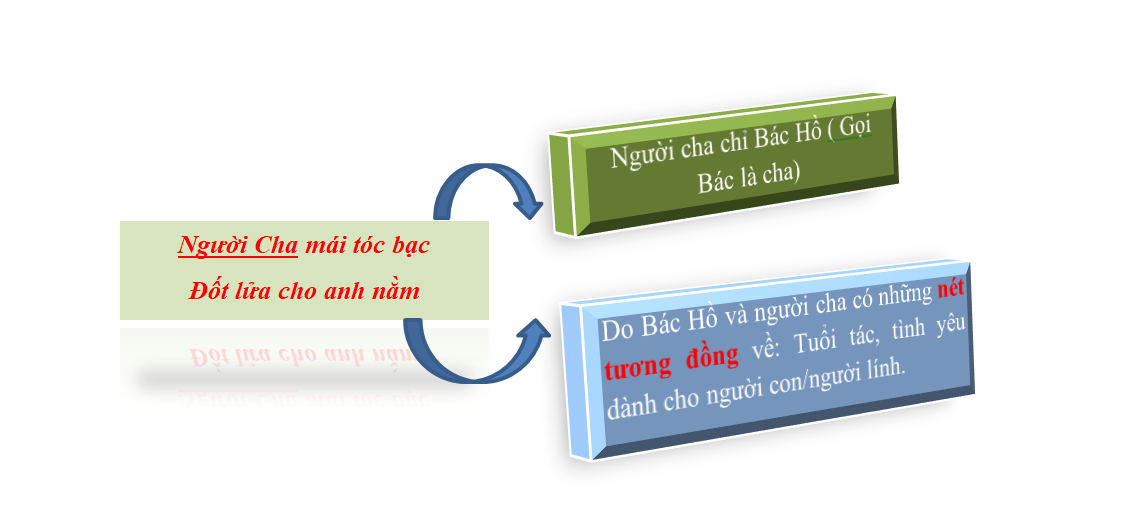 Người Cha mái tóc bạc
Đốt lửa cho anh nằm
Người cha chỉ Bác Hồ ( Gọi
Bác là cha)
Do Bác Hồ và người cha có những nét
tương đồng về: Tuổi tác, tình yêu
dành cho người con/người lính.